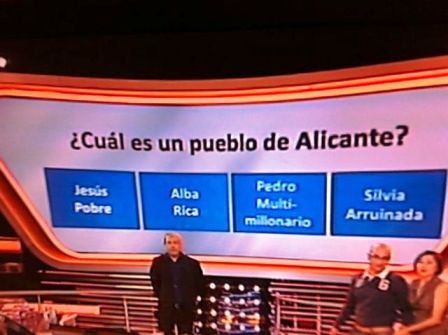 ¿Cuál es un pueblo de Alicante?
Jesús
Pobre
Alba
Rica
Pedro
Multi-
millonario
Silvia
Arruinada